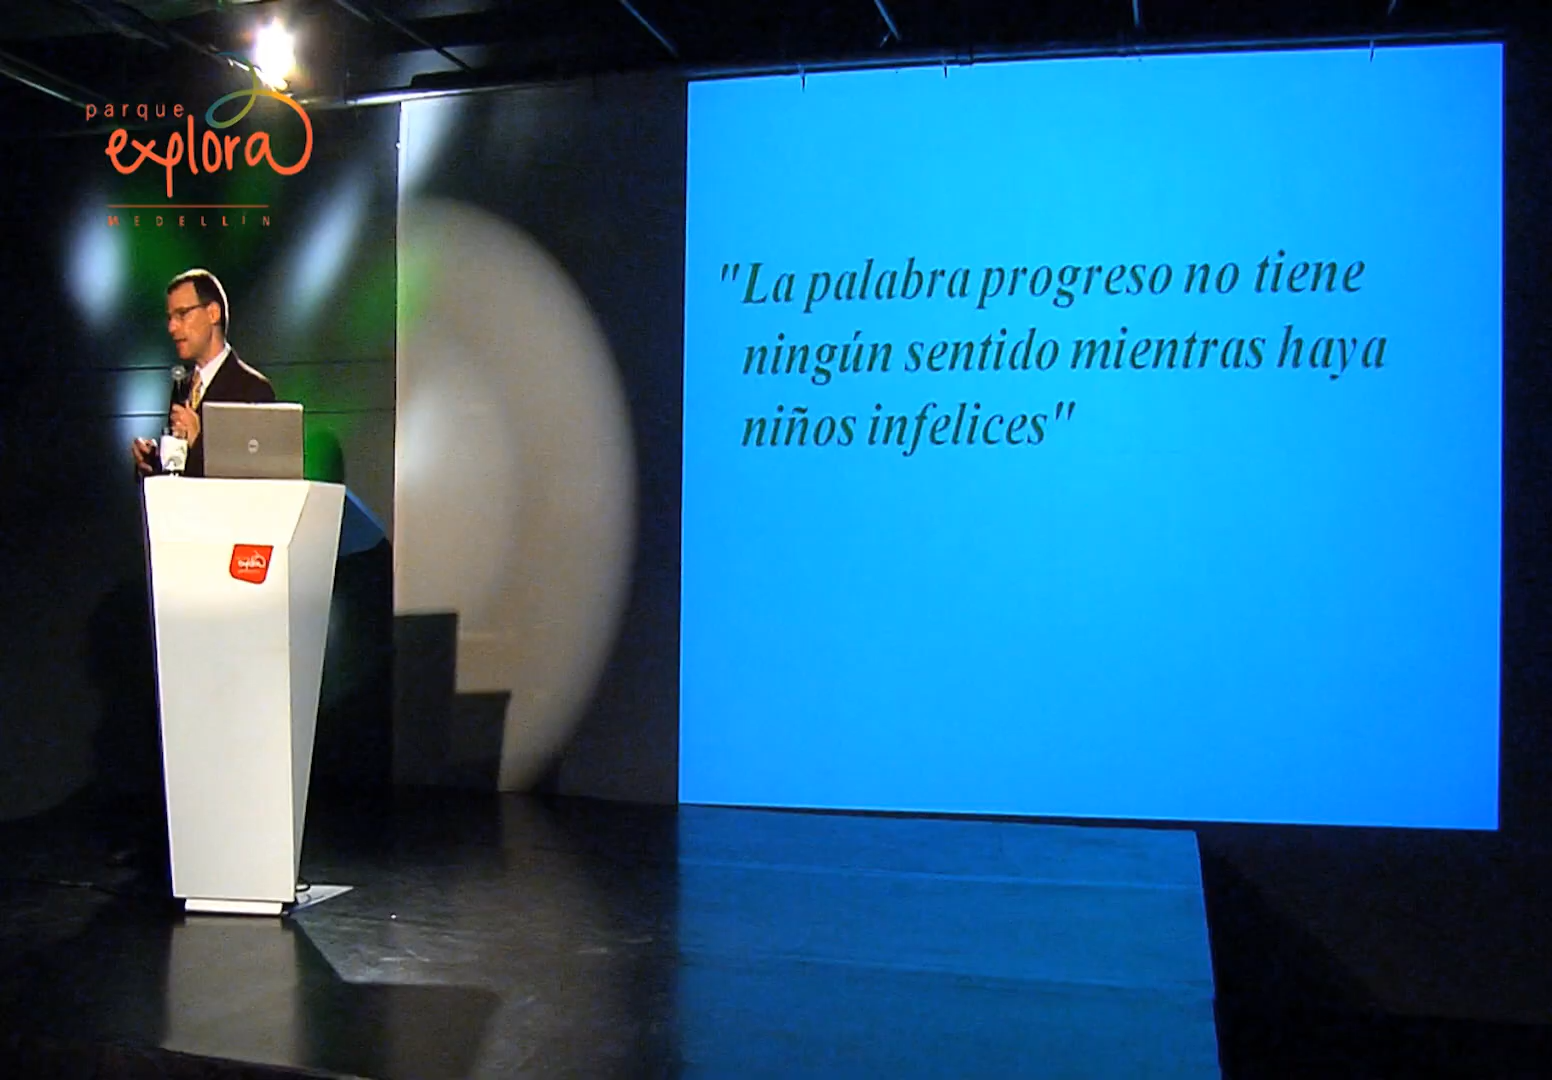 parque
explora
MEDELLÍN
"La palabra progreso no tiene
ningún sentido mientras haya
niños infelices"